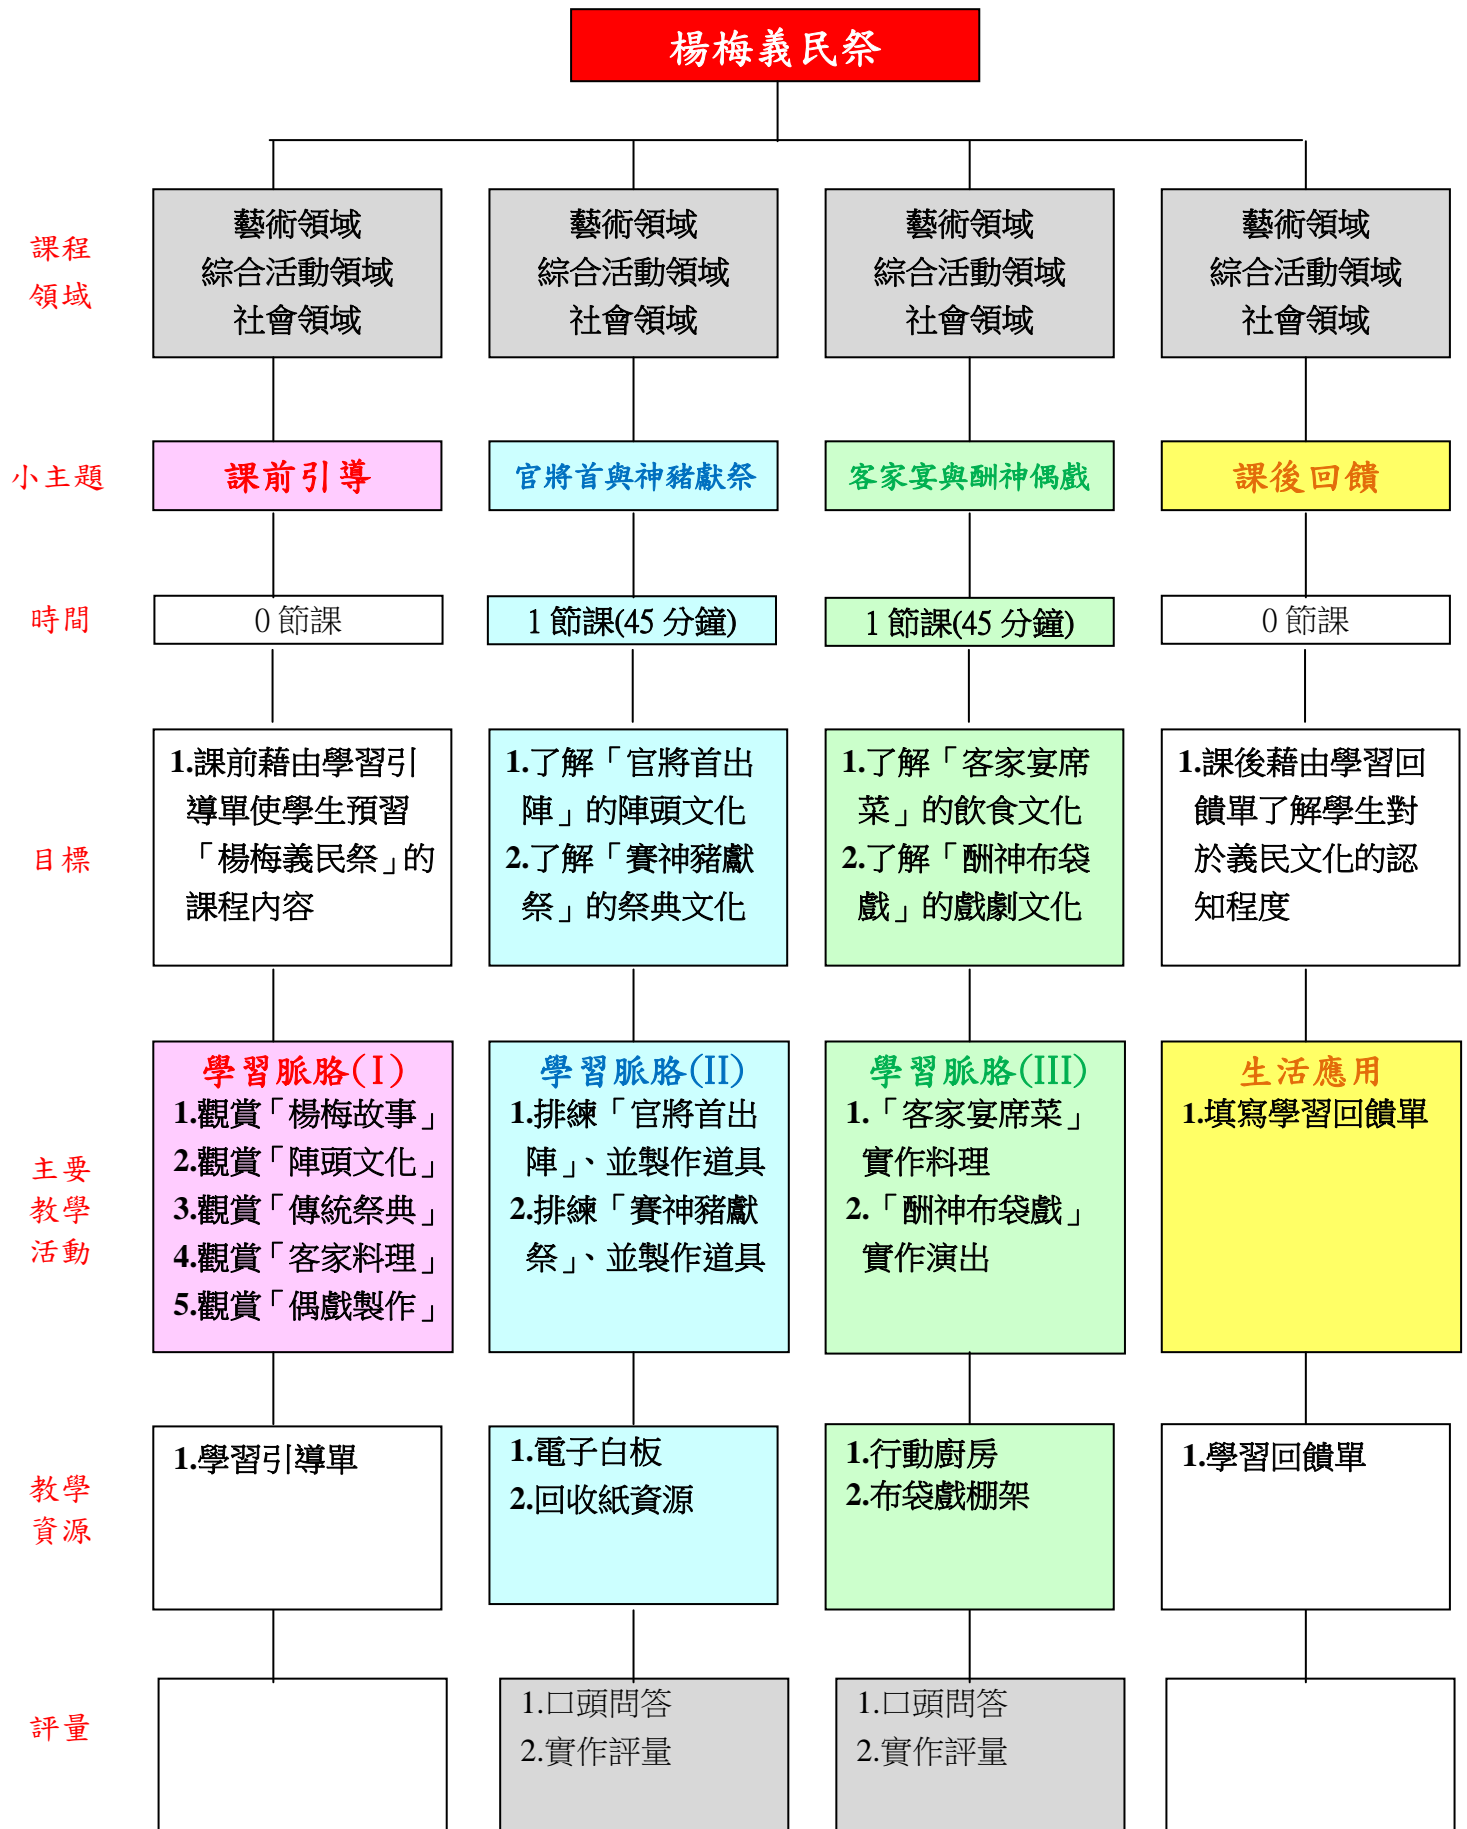 楊梅義民祭
課程
領域
藝術領域
綜合活動領域
社會領域
藝術領域
綜合活動領域
社會領域
藝術領域
綜合活動領域
社會領域
藝術領域
綜合活動領域
社會領域
小主題
課前引導
官將首與神豬獻祭
客家宴與酬神偶戲
課後回饋
時間
0 節課
1 節課(45 分鐘)
1 節課(45 分鐘)
0 節課
目標
1.課前藉由學習引
導單使學生預習
「楊梅義民祭」的
課程內容
1.了解「官將首出
陣」的陣頭文化
2.了解「賽神豬獻
祭」的祭典文化
1.了解「客家宴席
菜」的飲食文化
2.了解「酬神布袋
戲」的戲劇文化
1.課後藉由學習回
饋單了解學生對
於義民文化的認
知程度
主要
教學
活動
學習脈胳(I)
1.觀賞「楊梅故事」
2.觀賞「陣頭文化」
3.觀賞「傳統祭典」
4.觀賞「客家料理」
5.觀賞「偶戲製作」
學習脈胳(II)
1.排練「官將首出
陣」、並製作道具
2.排練「賽神豬獻
祭」、並製作道具
學習脈胳(III)
1.「客家宴席菜」
實作料理
2.「酬神布袋戲」
實作演出
生活應用
1.填寫學習回饋單
教學
資源
1.學習引導單
1.電子白板
2.回收紙資源
1.行動廚房
2.布袋戲棚架
1.學習回饋單
評量
1.口頭問答
2.實作評量
1.口頭問答
2.實作評量